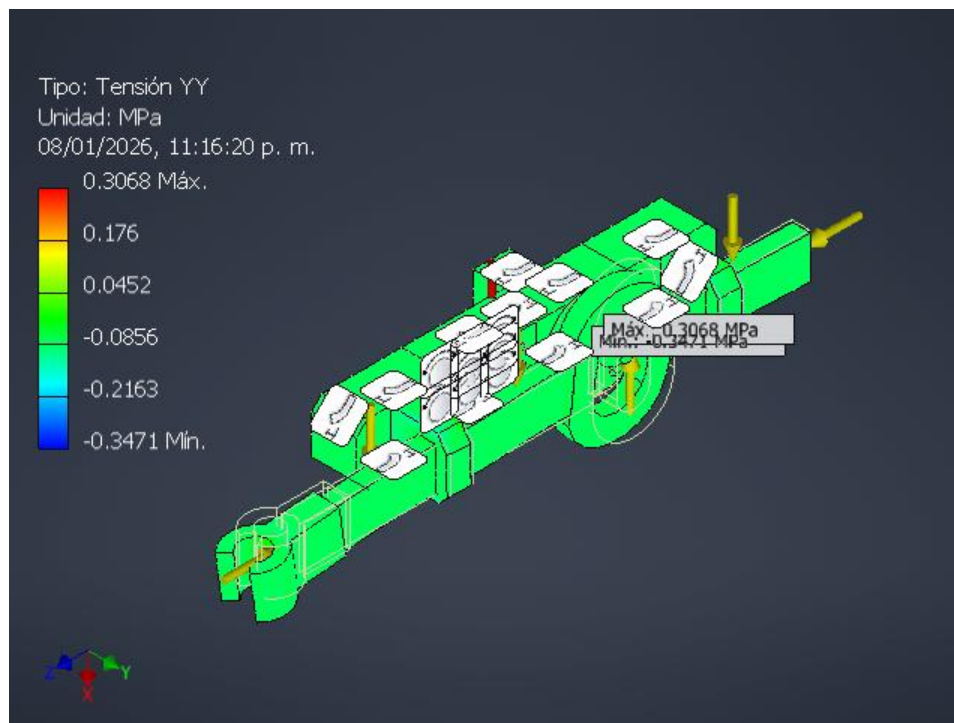 Tipo: Tensión YY
Unidad: MPa
08/01/2026, 11:16:20 p. m.
0.3068 Máx.
0.176
0.0452
-0.0856
-0.2163
-0.3471 Mín.
Máx.: 0.3068 MPa
Mín.: -0.3471 MPa
Z
Y
X